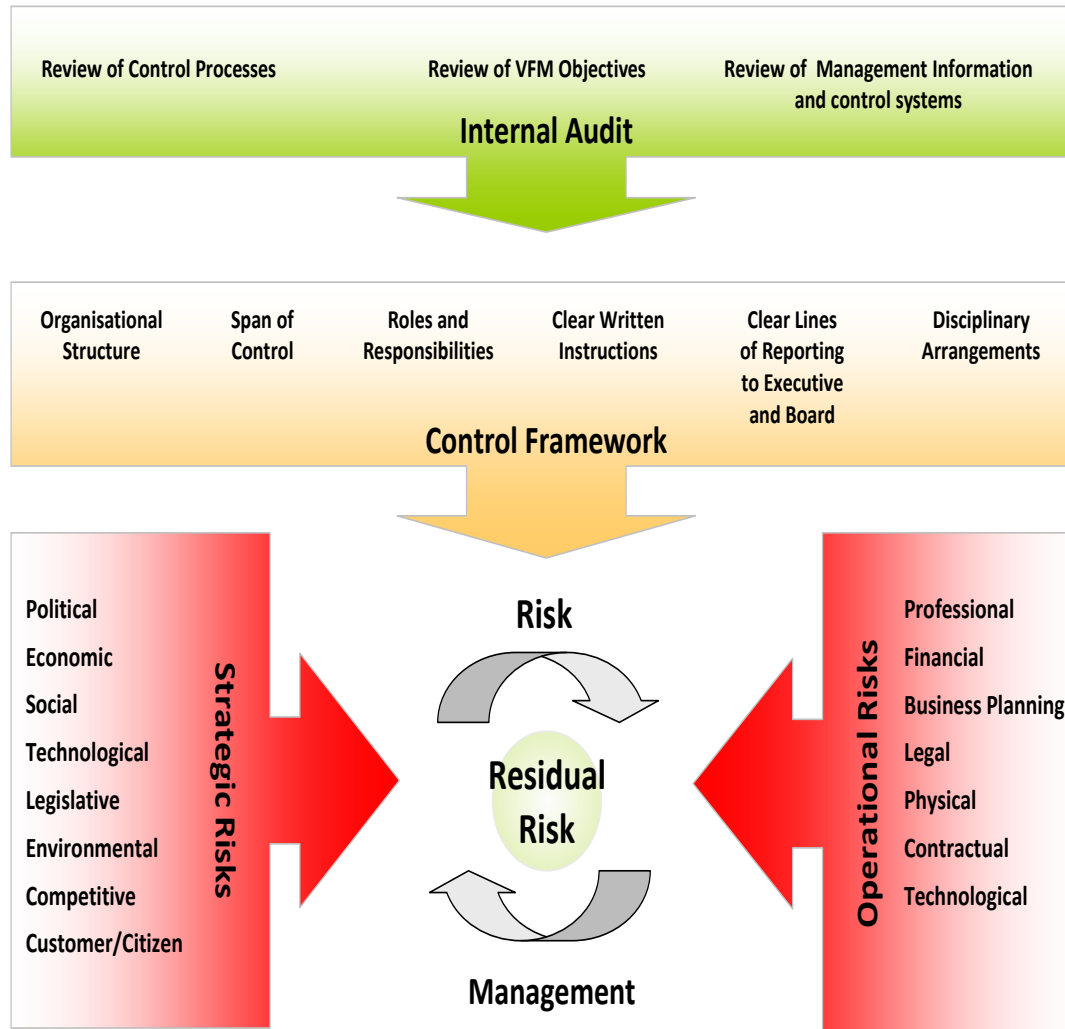 Review of Control Processes
Review of VFM Objectives
Review of Management Information
and control systems
Internal Audit
Organisational
Structure
Span of
Control
Roles and
Responsibilities
Clear Written
Instructions
Clear Lines
of Reporting
to Executive
and Board
Disciplinary
Arrangements
Control Framework
Political
Economic
Social
Technological
Legislative
Environmental
Competitive
Customer/Citizen
Strategic Risks
Risk
Residual
Risk
Management
Operational Risks
Professional
Financial
Business Planning
Legal
Physical
Contractual
Technological